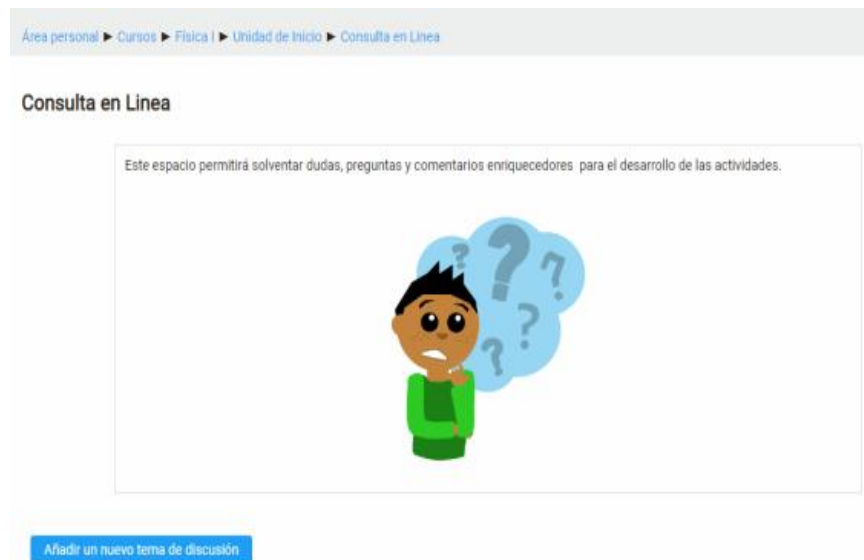 Área personal ► Cursos ► Física I ► Unidad de Inicio ► Consulta en Linea
Consulta en Linea
Este espacio permitirá solventar dudas, preguntas y comentarios enriquecedores para el desarrollo de las actividades.
? ? ? ? ?
Añadir un nuevo tema de discusión